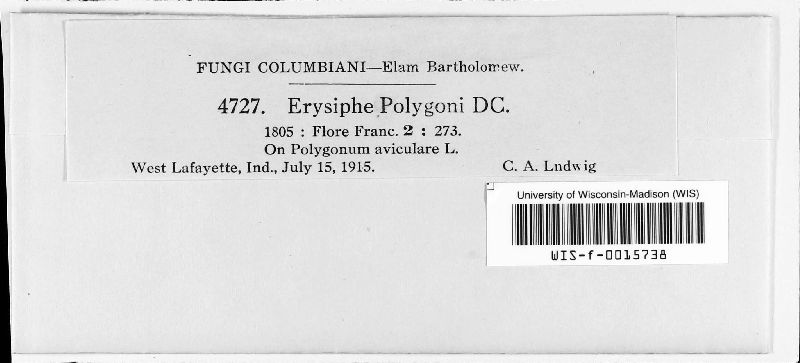 FUNGI COLUMBIANI—Elam Bartholomew.
4727. Erysiphe Polygoni DC.
1805 : Flore Franc. 2 : 273.
On Polygonum aviculare L.
West Lafayette, Ind., July 15, 1915. C. A. Lndwig
University of Wisconsin-Madison (WIS)
WIS-f-0015738